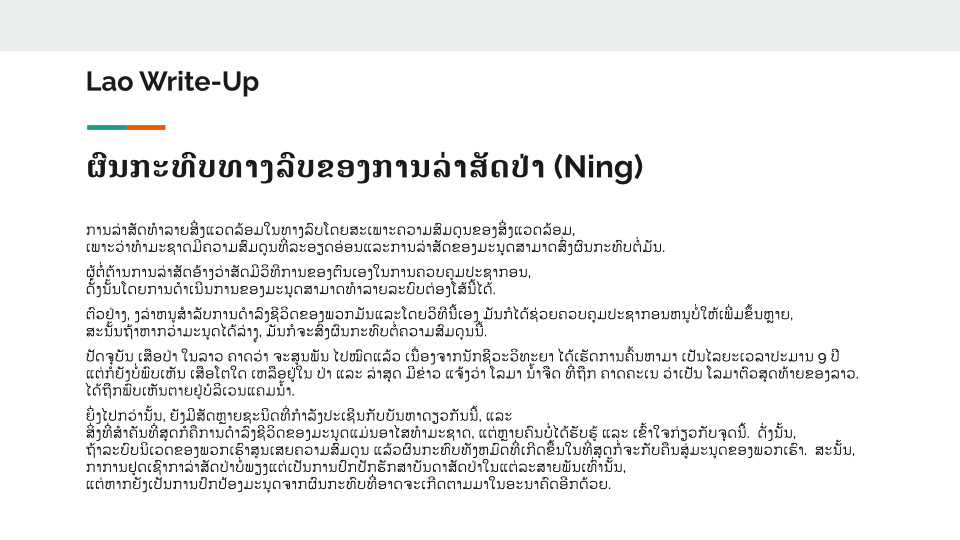 Lao Write-Up
ຜົນກະທົບທາງລົບຂອງການລ່າສັດປ່າ (Ning)
ການລ່າສັດທຳລາຍສິ່ງແວດລ້ອມໃນທາງລົບໂດຍສະເພາະຄວາມສົມດຸນຂອງສິ່ງແວດລ້ອມ,
ເພາະວ່າທຳມະຊາດມີຄວາມສົມດຸນທີ່ລະອຽດອ່ອນແລະການລ່າສັດຂອງມະນຸດສາມາດສົ່ງຜົນກະທົບຕໍ່ມັນ.
ຜູ້ຕໍ່ຕ້ານການລ່າສັດອ້າງວ່າສັດມີວິທີການຂອງຕົນເອງໃນການຄວບຄຸມປະຊາກອນ,
ດັ່ງນັ້ນໂດຍການດຳເນີນການຂອງມະນຸດສາມາດທຳລາຍລະບົບຕ່ອງໂສ້ນີ້ໄດ້.
ຕົວຢ່າງ, ງູລ່າຫນູສຳລັບການດຳລົງຊີວິດຂອງພວກມັນແລະໂດຍວິທີນີ້ເອງ ມັນກໍໄດ້ຊ່ວຍຄວບຄຸມປະຊາກອນຫນູບໍ່ໃຫ້ເພີ່ມຂຶ້ນຫຼາຍ,
ສະນັ້ນຖ້າຫາກວ່າມະນຸດໄດ້ລ່າງູ, ມັນກໍຈະສົ່ງຜົນກະທົບຕໍ່ຄວາມສົມດຸນນີ້.
ປັດຈຸບັນ ເສືອປ່າ ໃນລາວ ຄາດວ່າ ຈະສູນພັນ ໄປໝົດແລ້ວ ເນື່ອງຈາກນັກຊີວະວິທະຍາ ໄດ້ເຮັດການຄົ້ນຫາມາ ເປັນໄລຍະເວລາປະມານ 9 ປີ
ແຕ່ກໍ່ຍັງບໍ່ພົບເຫັນ ເສືອໂຕໃດ ເຫລືອຢູ່ໃນ ປ່າ ແລະ ລ່າສຸດ ມີຂ່າວ ແຈ້ງວ່າ ໂລມາ ນ້ຳຈືດ ທີ່ຖືກ ຄາດຄະເນ ວ່າເປັນ ໂລມາຕົວສຸດທ້າຍຂອງລາວ.
ໄດ້ຖືກພົບເຫັນຕາຍຢູ່ບໍລິເວນແຄມນ້ຳ.
ຍິ່ງໄປກວ່ານັ້ນ, ຍັງມີສັດຫຼາຍຊະນິດທີ່ກຳລັງປະເຊີນກັບບັນຫາດຽວກັນນີ້, ແລະ
ສິ່ງທີ່ສຳຄັນທີ່ສຸດກໍຄືການດຳລົງຊີວິດຂອງມະນຸດແມ່ນອາໄສທຳມະຊາດ, ແຕ່ຫຼາຍຄົນບໍ່ໄດ້ຮັບຮູ້ ແລະ ເຂົ້າໃຈກ່ຽວກັບຈຸດນີ້. ດັ່ງນັ້ນ,
ຖ້າລະບົບນິເວດຂອງພວກເຮົາສູນເສຍຄວາມສົມດຸນ ແລ້ວຜົນກະທົບທັງຫມົດທີ່ເກີດຂື້ນໃນທີ່ສຸດກໍ່ຈະກັບຄືນສູ່ມະນຸດຂອງພວກເຮົາ. ສະນັ້ນ,
ກາການຢຸດເຊົາກາລ່າສັດປ່າບໍ່ພຽງແຕ່ເປັນການປົກປັກຮັກສາບັນດາສັດປ່າໃນແຕ່ລະສາຍພັນເທົ່ານັ້ນ,
ແຕ່ຫາກຍັງເປັນການປົກປ້ອງມະນຸດຈາກຜົນກະທົບທີ່ອາດຈະເກີດຕາມມາໃນອະນາຄົດອີກດ້ວຍ.